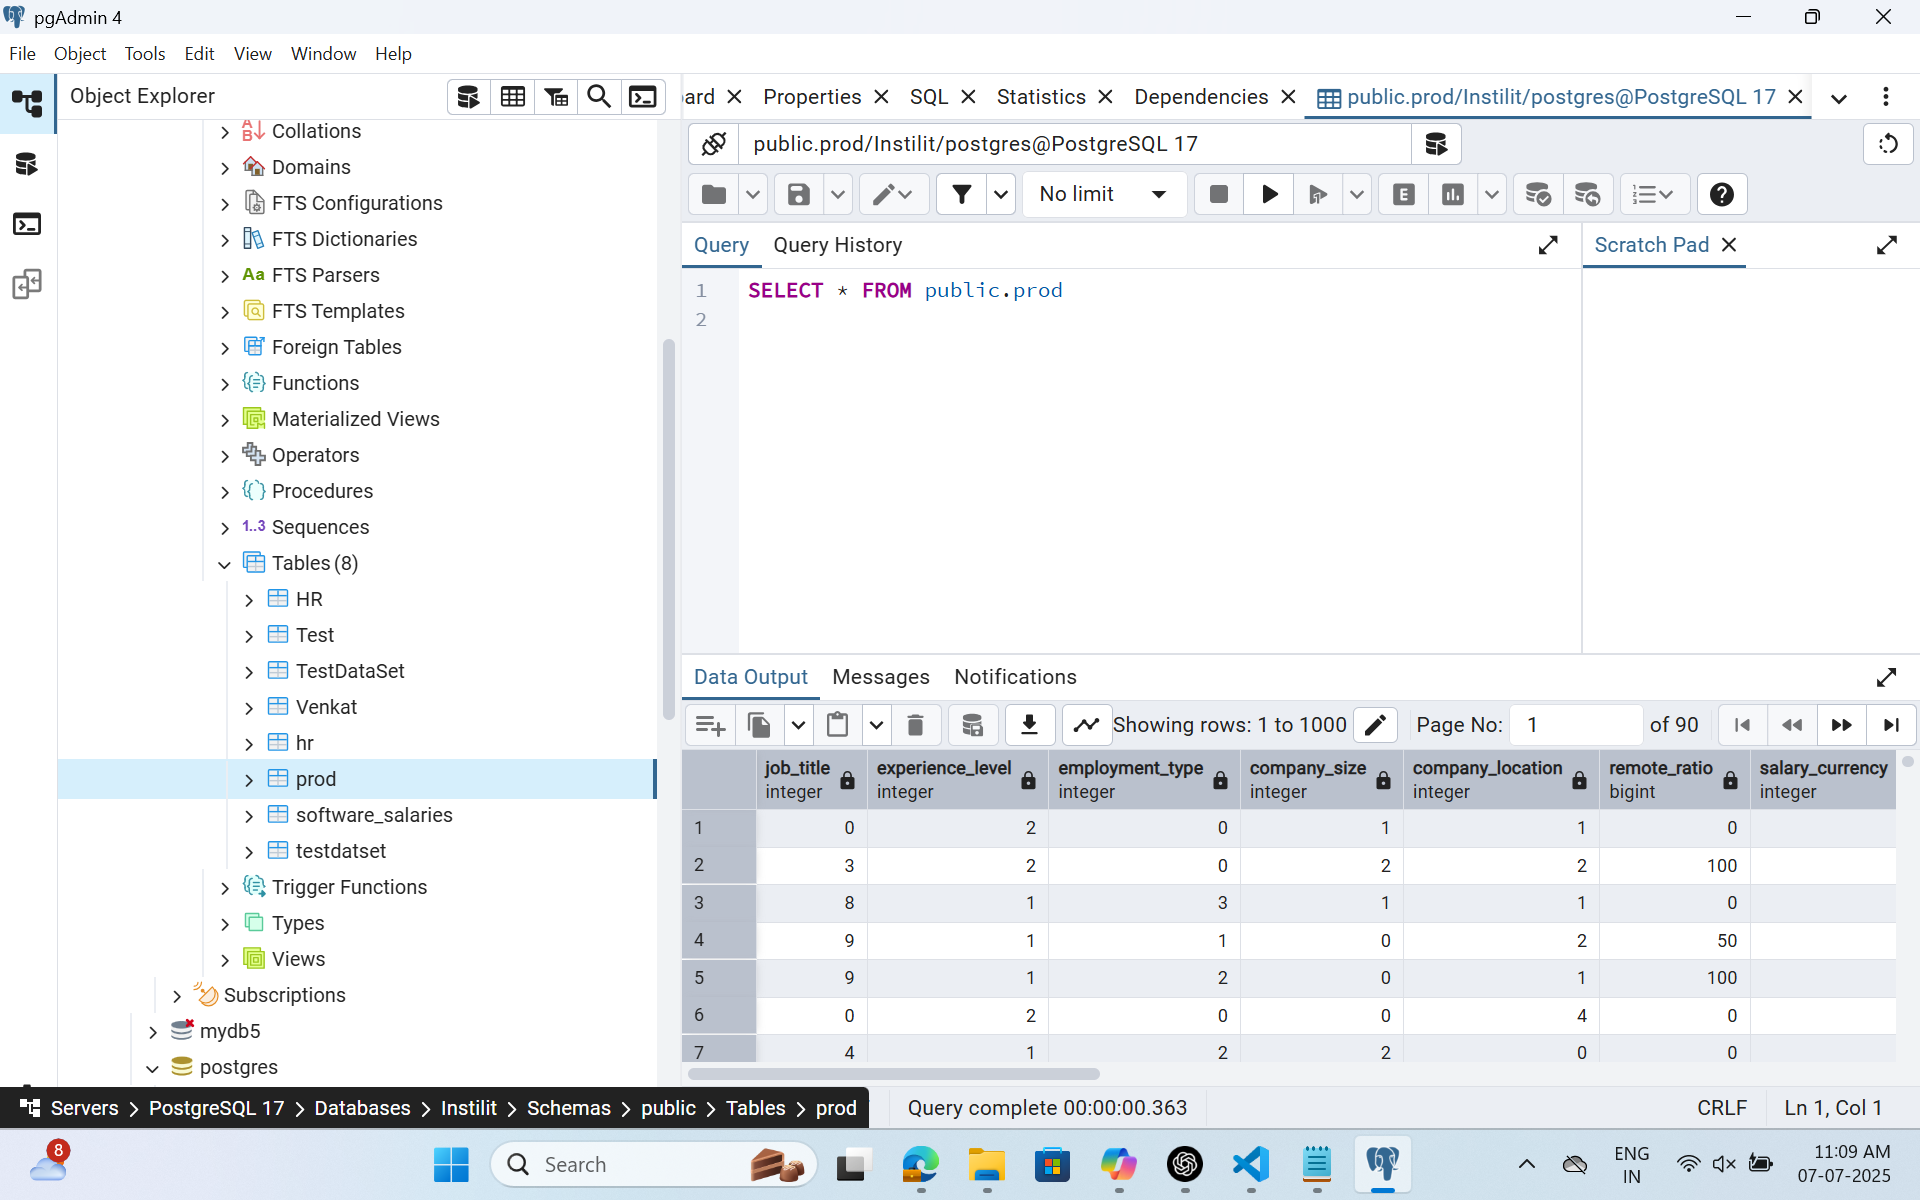 pgAdmin 4
File Object Tools Edit View Window Help
Object Explorer
ard Properties SQL Statistics Dependencies public.prod/Instilit/postgres@PostgreSQL 17
public.prod/Instilit/postgres@PostgreSQL 17
No limit
E
Query Query History
Scratch Pad
1 SELECT * FROM public.prod
2
Collations
Domains
FTS Configurations
FTS Dictionaries
Aa FTS Parsers
FTS Templates
Foreign Tables
Functions
Materialized Views
Operators
Procedures
1..3 Sequences
Tables (8)
HR
Test
TestDataSet
Venkat
hr
prod
software_salaries
testdatset
Trigger Functions
Types
Views
Subscriptions
mydb5
postgres
Data Output Messages Notifications
Showing rows: 1 to 1000 Page No: 1 of 90
job_title experience_level employment_type company_size company_location remote_ratio salary_currency
integer integer integer integer integer bigint integer
1 0 2 0 1 1 0
2 3 2 0 2 2 100
3 8 1 3 1 1 0
4 9 1 1 0 2 50
5 9 1 2 0 1 100
6 0 2 0 0 4 0
7 4 1 2 2 0 0
Servers > PostgreSQL 17 > Databases > Instilit > Schemas > public > Tables > prod
Query complete 00:00:00.363
CRLF Ln 1, Col 1
8
Search
ENG
IN
11:09 AM
07-07-2025